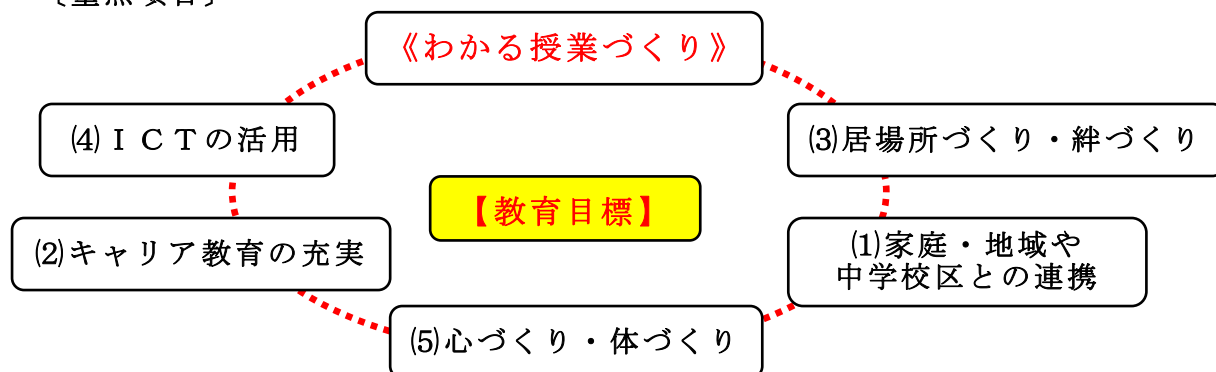 〔重点項目〕
《わかる授業づくり》
⑷ＩＣＴの活用
⑶居場所づくり・絆づくり
【教育目標】
⑵キャリア教育の充実
⑴家庭・地域や
中学校区との連携
⑸心づくり・体づくり